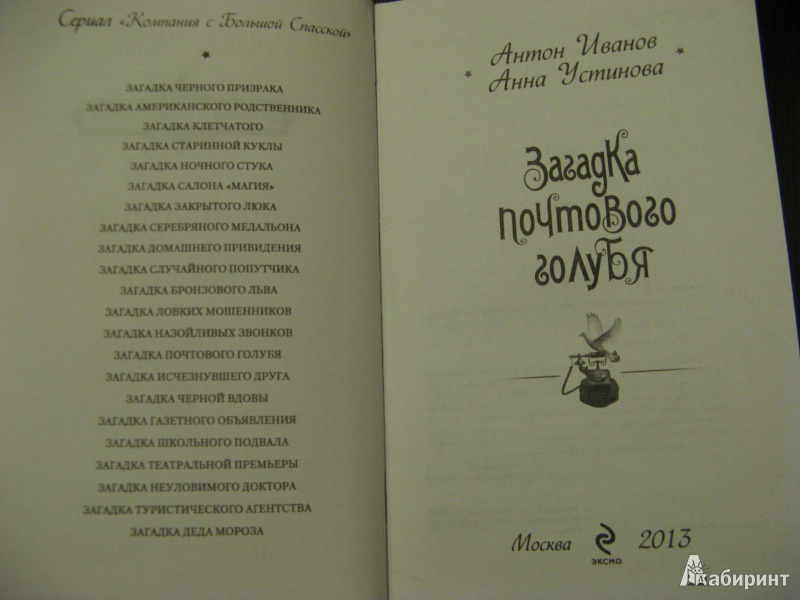 Сериал «Компания с Большой Спасской»
ЗАГАДКА ЧЕРНОГО ПРИЗРАКА
ЗАГАДКА АМЕРИКАНСКОГО РОДСТВЕННИКА
ЗАГАДКА КЛЕТЧАТОГО
ЗАГАДКА СТАРИННОЙ КУКЛЫ
ЗАГАДКА НОЧНОГО СТУКА
ЗАГАДКА САЛОНА «МАГИЯ»
ЗАГАДКА ЗАКРЫТОГО ЛЮКА
ЗАГАДКА СЕРЕБРЯНОГО МЕДАЛЬОНА
ЗАГАДКА ДОМАШНЕГО ПРИВИДЕНИЯ
ЗАГАДКА СЛУЧАЙНОГО ПОПУТЧИКА
ЗАГАДКА БРОНЗОВОГО ЛЬВА
ЗАГАДКА ЛОВКИХ МОШЕННИКОВ
ЗАГАДКА НАЗОЙЛИВЫХ ЗВОНКОВ
ЗАГАДКА ПОЧТОВОГО ГОЛУБЯ
ЗАГАДКА ИСЧЕЗНУВШЕГО ДРУГА
ЗАГАДКА ЧЕРНОЙ ВДОВЫ
ЗАГАДКА ГАЗЕТНОГО ОБЪЯВЛЕНИЯ
ЗАГАДКА ШКОЛЬНОГО ПОДВАЛА
ЗАГАДКА ТЕАТРАЛЬНОЙ ПРЕМЬЕРЫ
ЗАГАДКА НЕУЛОВИМОГО ДОКТОРА
ЗАГАДКА ТУРИСТИЧЕСКОГО АГЕНТСТВА
ЗАГАДКА ДЕДА МОРОЗА
Антон Иванов
Анна Устинова
Загадка
почтового
голубя
Москва ЭКСМО 2013
Лабиринт